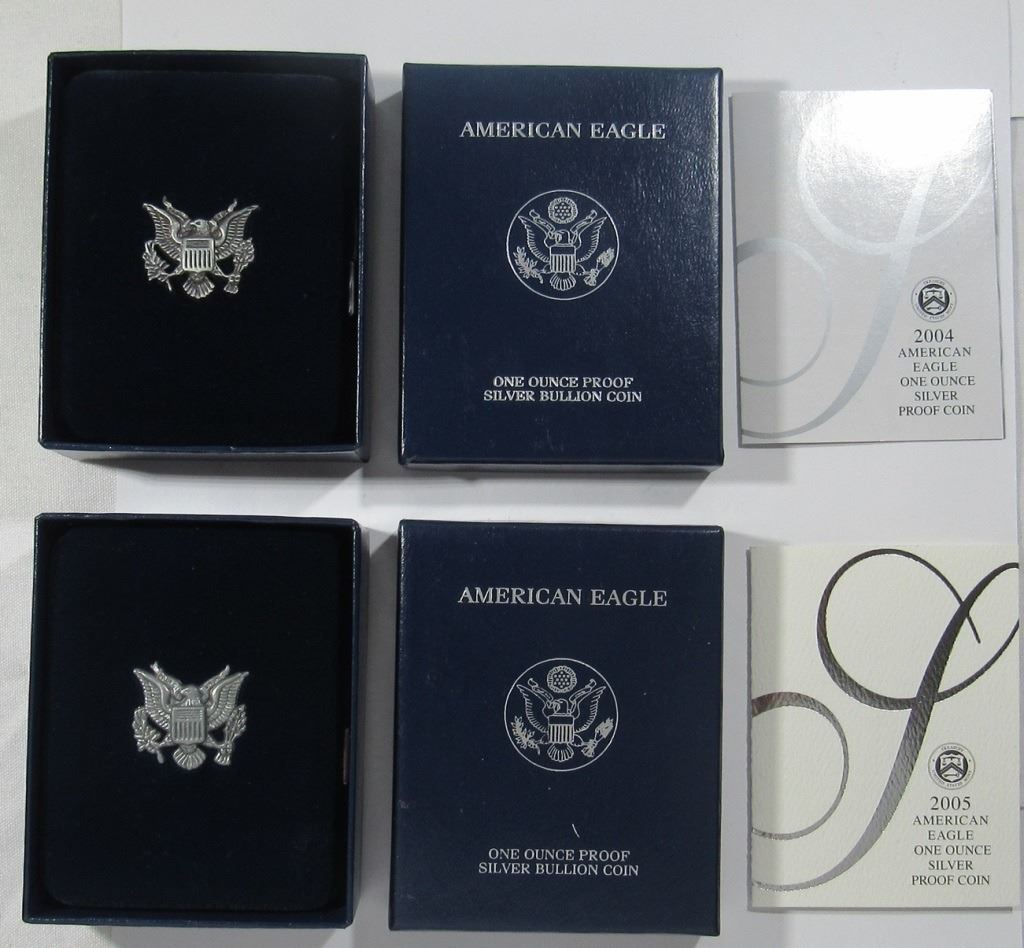 AMERICAN EAGLE
ONE OUNCE PROOF
SILVER BULLION COIN
2004
AMERICAN
EAGLE
ONE OUNCE
SILVER
PROOF COIN
AMERICAN EAGLE
ONE OUNCE PROOF
SILVER BULLION COIN
2005
AMERICAN
EAGLE
ONE OUNCE
SILVER
PROOF COIN